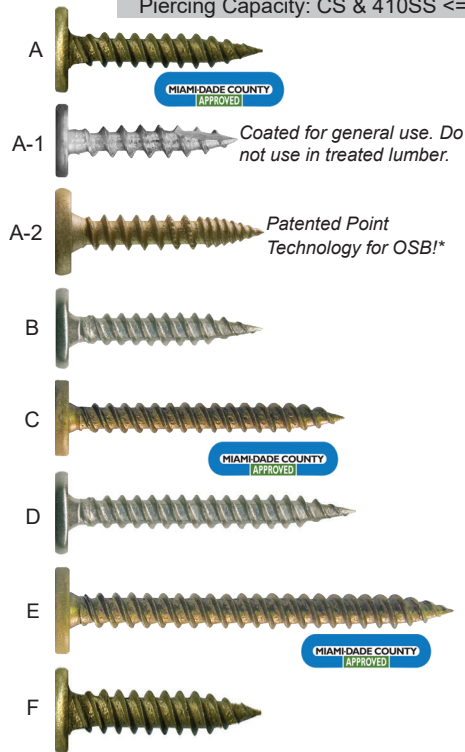 Piercing Capacity: CS & 410SS <=
A
MIAMI-DADE COUNTY
APPROVED
A-1
Coated for general use. Do
not use in treated lumber.
A-2
Patented Point
Technology for OSB!*
B
C
MIAMI-DADE COUNTY
APPROVED
D
E
MIAMI-DADE COUNTY
APPROVED
F